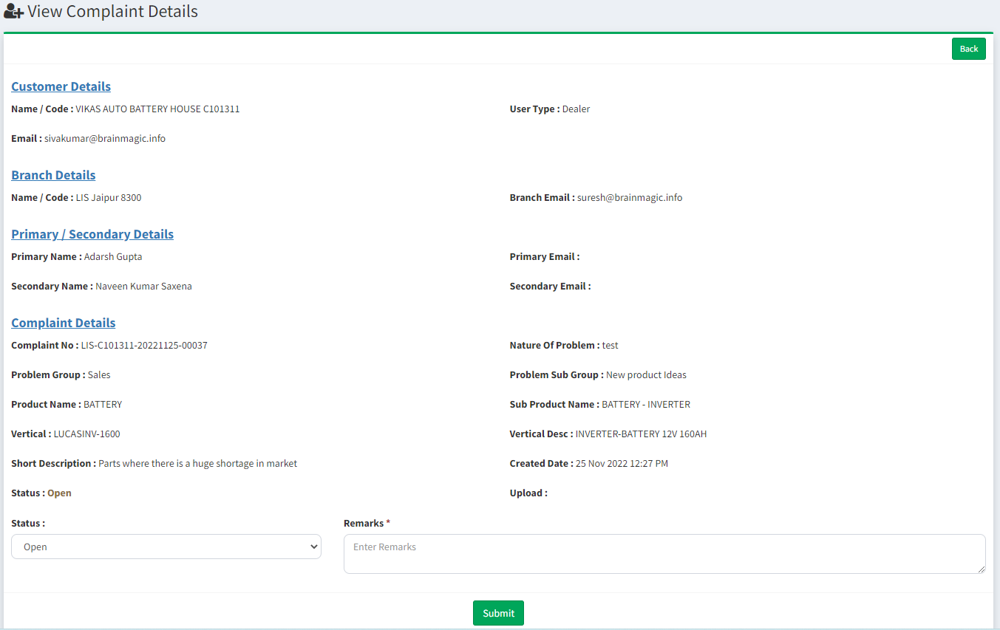 View Complaint Details
Back
Customer Details
Name / Code : VIKAS AUTO BATTERY HOUSE C101311
User Type : Dealer
Email : sivakumar@brainmagic.info
Branch Details
Name / Code : LIS Jaipur 8300
Branch Email : suresh@brainmagic.info
Primary / Secondary Details
Primary Name : Adarsh Gupta
Primary Email :
Secondary Name : Naveen Kumar Saxena
Secondary Email :
Complaint Details
Complaint No : LIS-C101311-20221125-00037
Nature Of Problem : test
Problem Group : Sales
Problem Sub Group : New product Ideas
Product Name : BATTERY
Sub Product Name : BATTERY - INVERTER
Vertical : LUCASINV-1600
Vertical Desc : INVERTER-BATTERY 12V 160AH
Short Description : Parts where there is a huge shortage in market
Created Date : 25 Nov 2022 12:27 PM
Status : Open
Upload :
Status :
Remarks *
Open
Enter Remarks
Submit